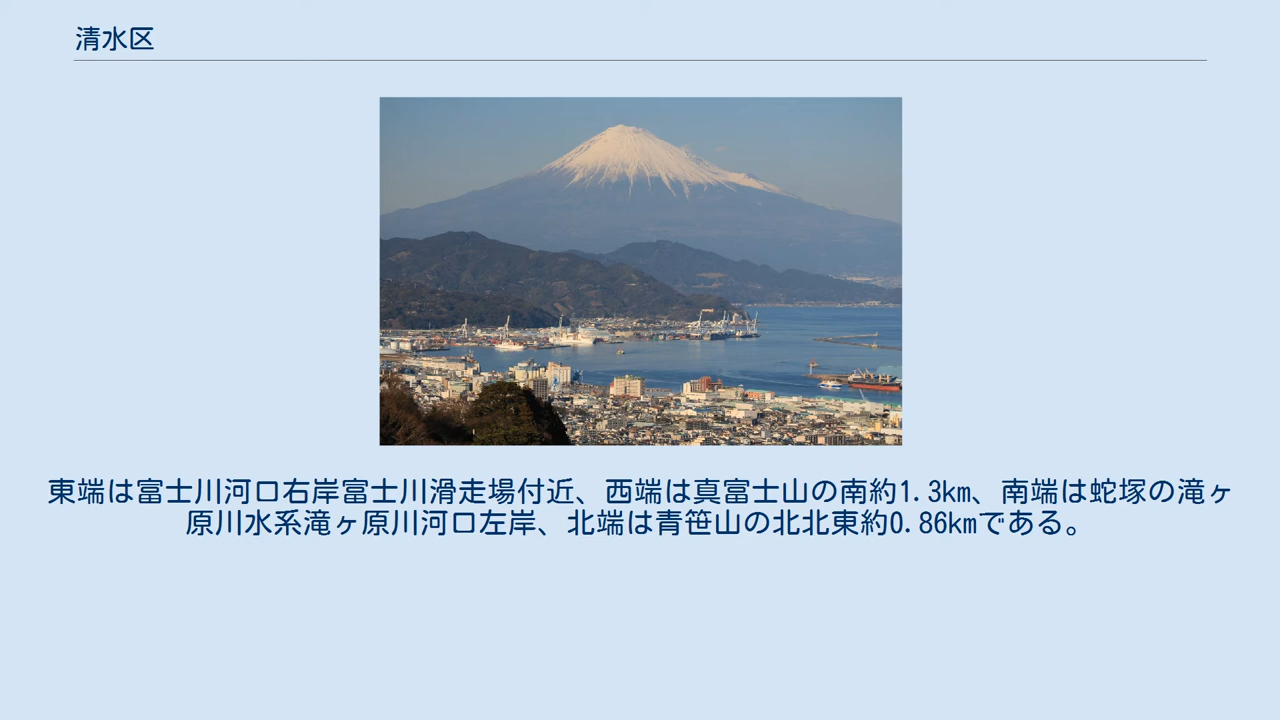 清水区
東端は富士川河口右岸富士川滑走場付近、西端は真富士山の南約1.3km、南端は蛇塚の滝ヶ
原川水系滝ヶ原川河口左岸、北端は青笹山の北北東約0.86kmである。